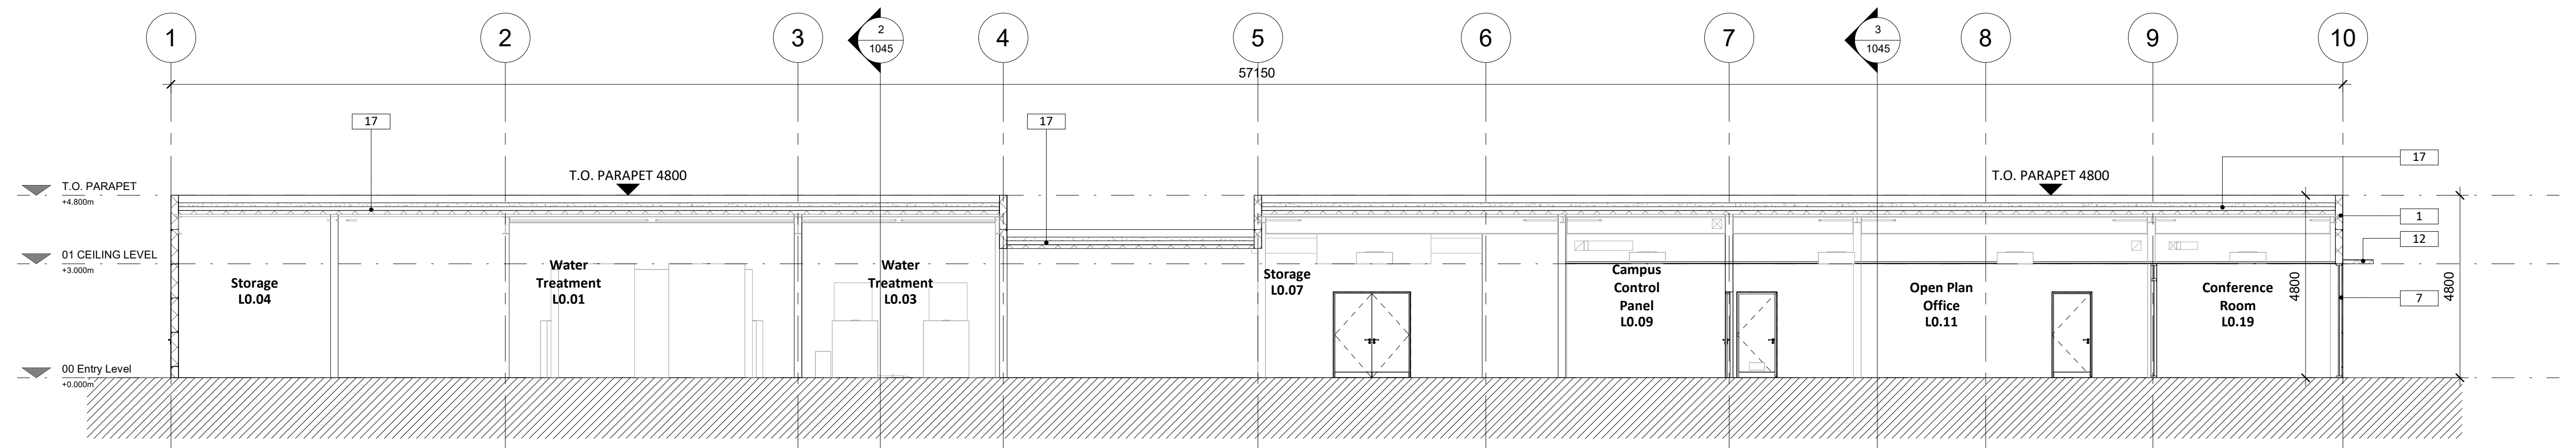 1
2
3
2
1045
4
5
6
7
3
1045
8
9
10
57150
17
17
17
T.O. PARAPET
+4.800m
T.O. PARAPET 4800
T.O. PARAPET 4800
1
12
01 CEILING LEVEL
+3.000m
Storage
L0.04
Water
Treatment
L0.01
Water
Treatment
L0.03
Storage
L0.07
Campus
Control
Panel
L0.09
Open Plan
Office
L0.11
Conference
Room
L0.19
4800
7
4800
00 Entry Level
+0.000m